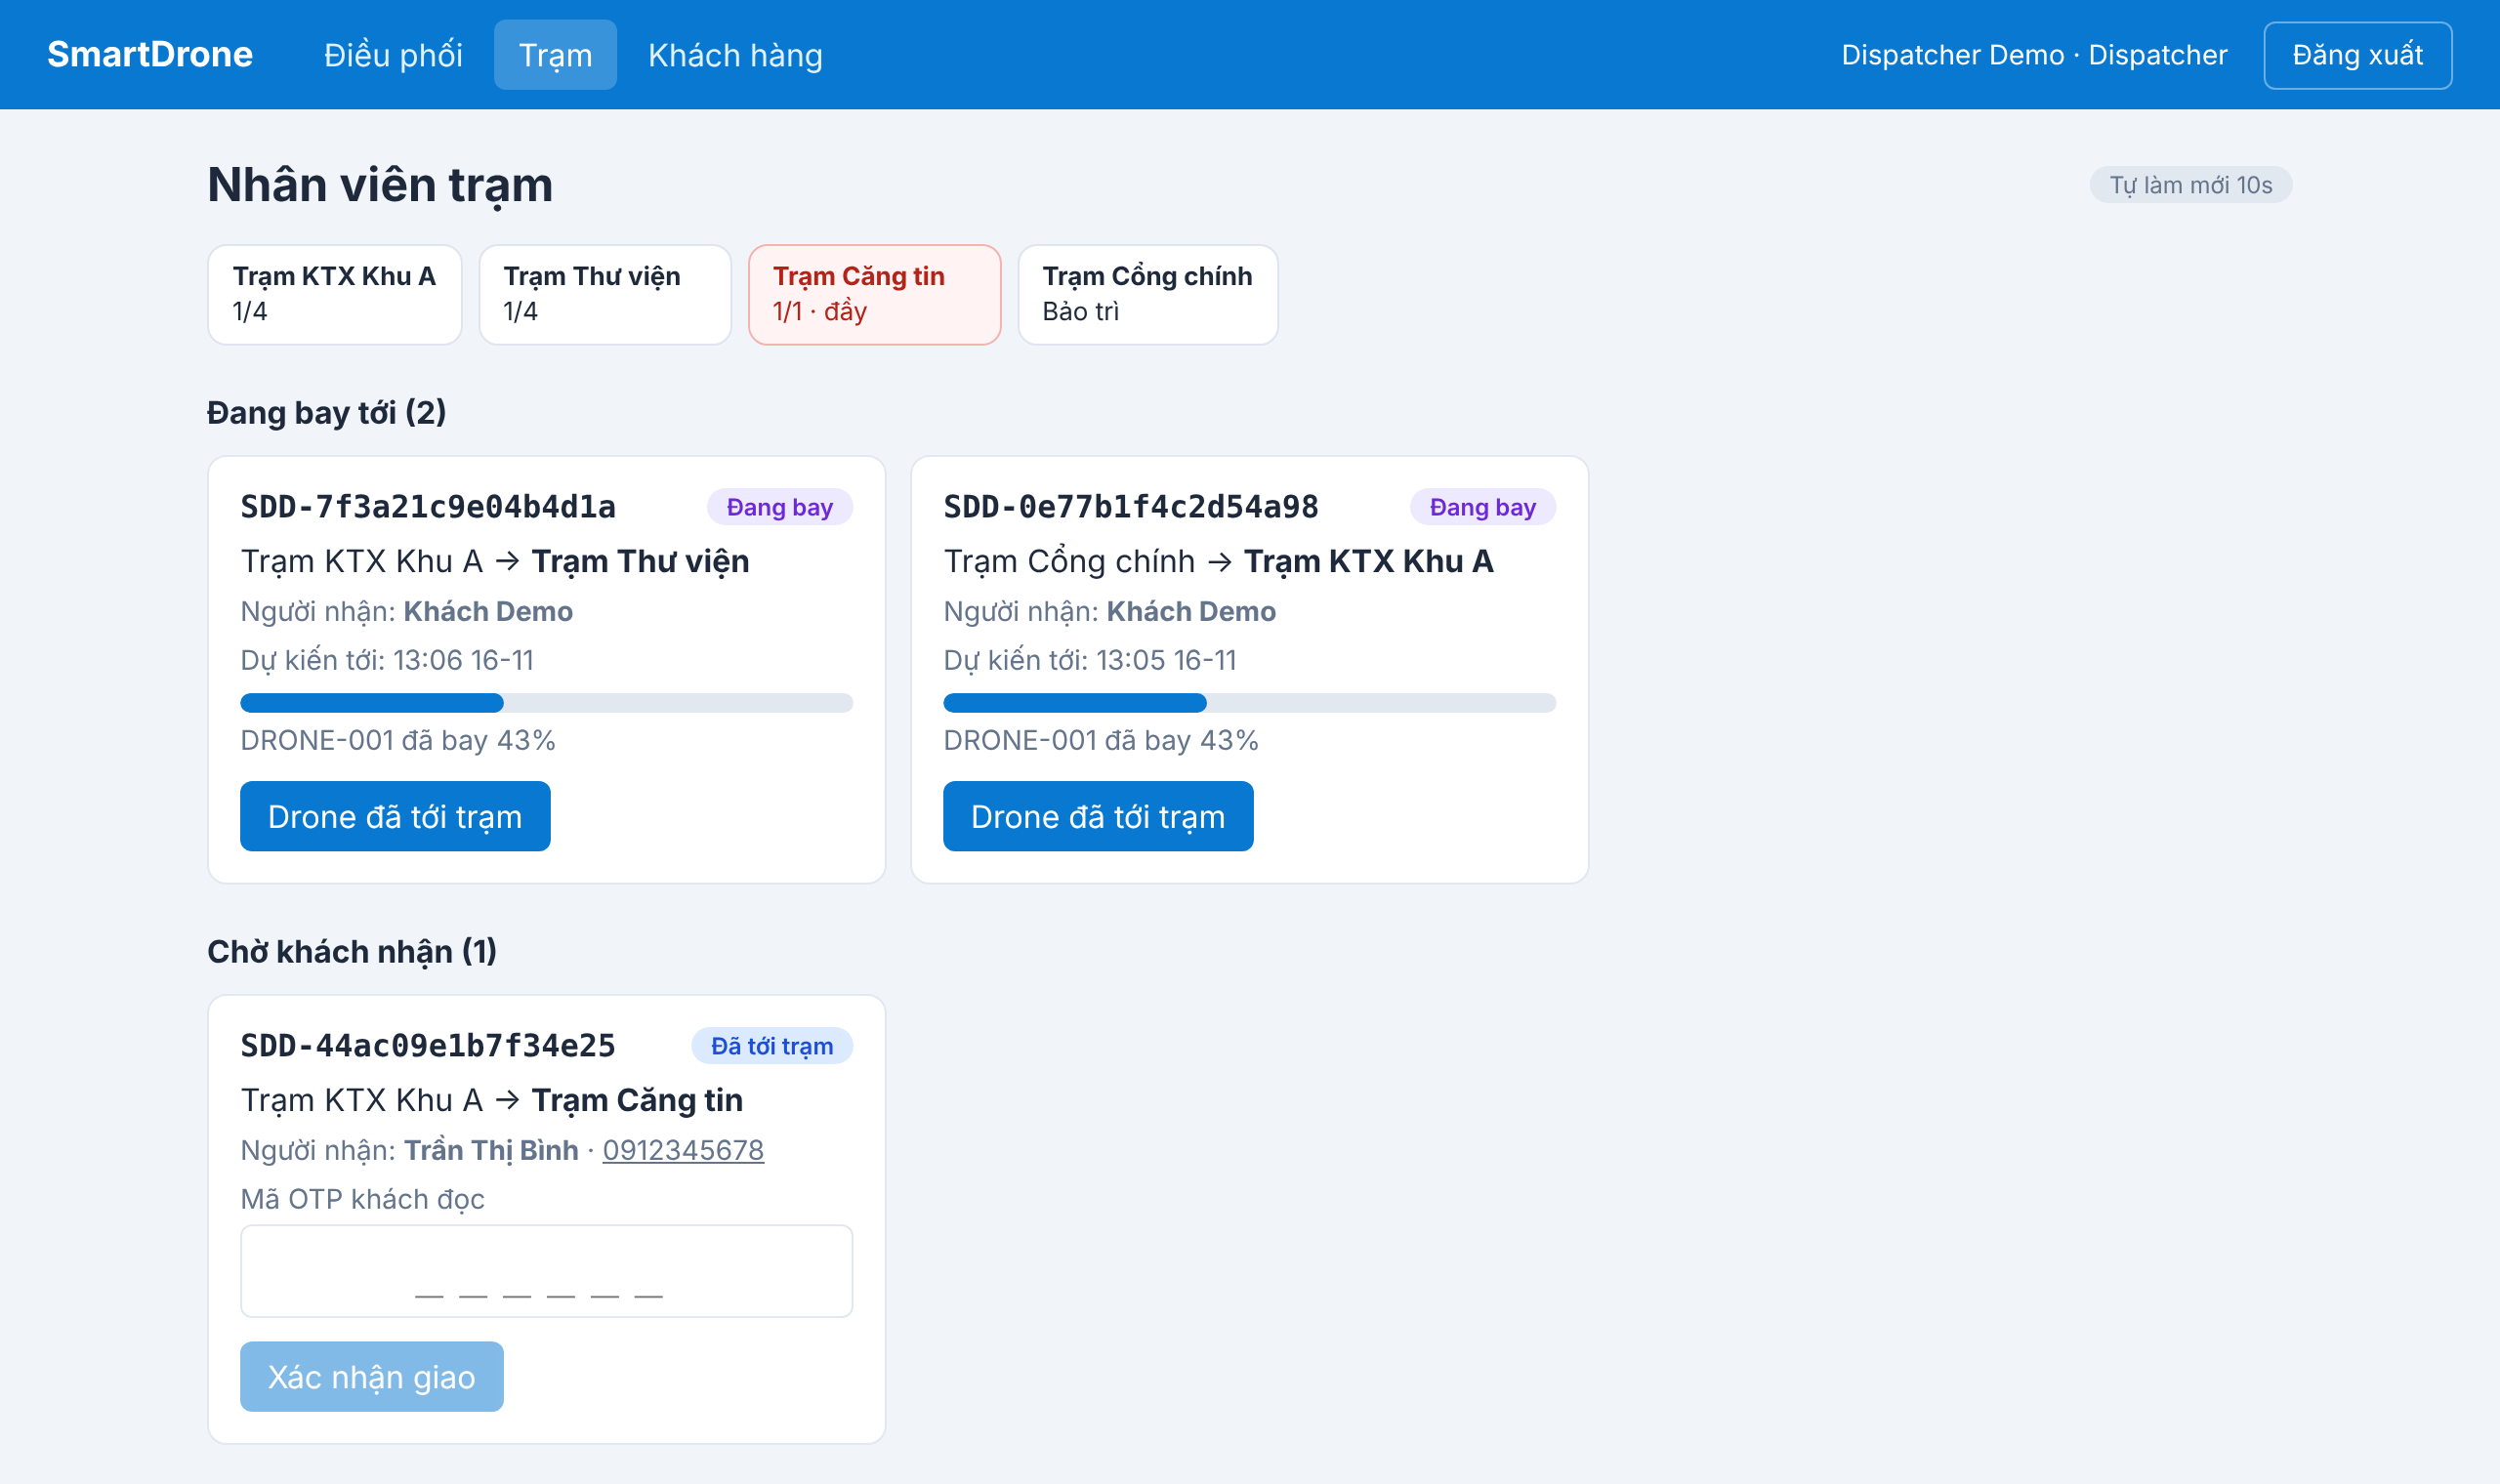 SmartDrone
Điều phối
Trạm
Khách hàng
Dispatcher Demo · Dispatcher
Đăng xuất
Nhân viên trạm
Tự làm mới 10s
Trạm KTX Khu A
1/4
Trạm Thư viện
1/4
Trạm Căng tin
1/1 · đầy
Trạm Cổng chính
Bảo trì
Đang bay tới (2)
SDD-7f3a21c9e04b4d1a
Đang bay
Trạm KTX Khu A → Trạm Thư viện
Người nhận: Khách Demo
Dự kiến tới: 13:06 16-11
DRONE-001 đã bay 43%
Drone đã tới trạm
SDD-0e77b1f4c2d54a98
Đang bay
Trạm Cổng chính → Trạm KTX Khu A
Người nhận: Khách Demo
Dự kiến tới: 13:05 16-11
DRONE-001 đã bay 43%
Drone đã tới trạm
Chờ khách nhận (1)
SDD-44ac09e1b7f34e25
Đã tới trạm
Trạm KTX Khu A → Trạm Căng tin
Người nhận: Trần Thị Bình · 0912345678
Mã OTP khách đọc
_ _ _ _ _ _
Xác nhận giao